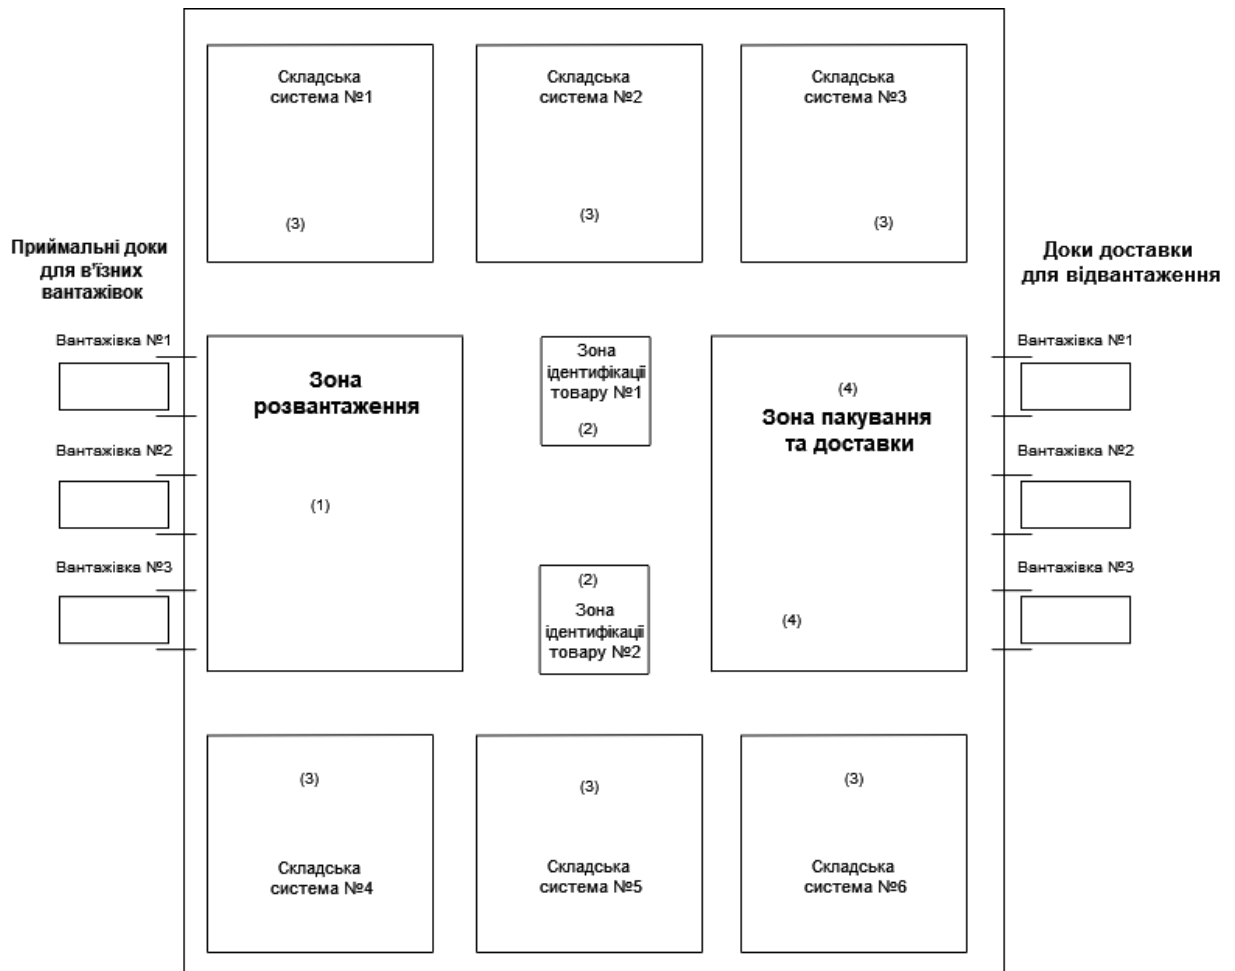 Складська
система №1
(3)
Складська
система №2
(3)
Складська
система №3
(3)
Приймальні доки
для в'їзних
вантажівок
Вантажівка №1
Вантажівка №2
Вантажівка №3
Зона
розвантаження
(1)
Зона
ідентифікації
товару №1
(2)
(2)
Зона
ідентифікації
товару №2
(4)
Зона пакування
та доставки
(4)
Доки доставки
для відвантаження
Вантажівка №1
Вантажівка №2
Вантажівка №3
(3)
Складська
система №4
(3)
Складська
система №5
(3)
Складська
система №6